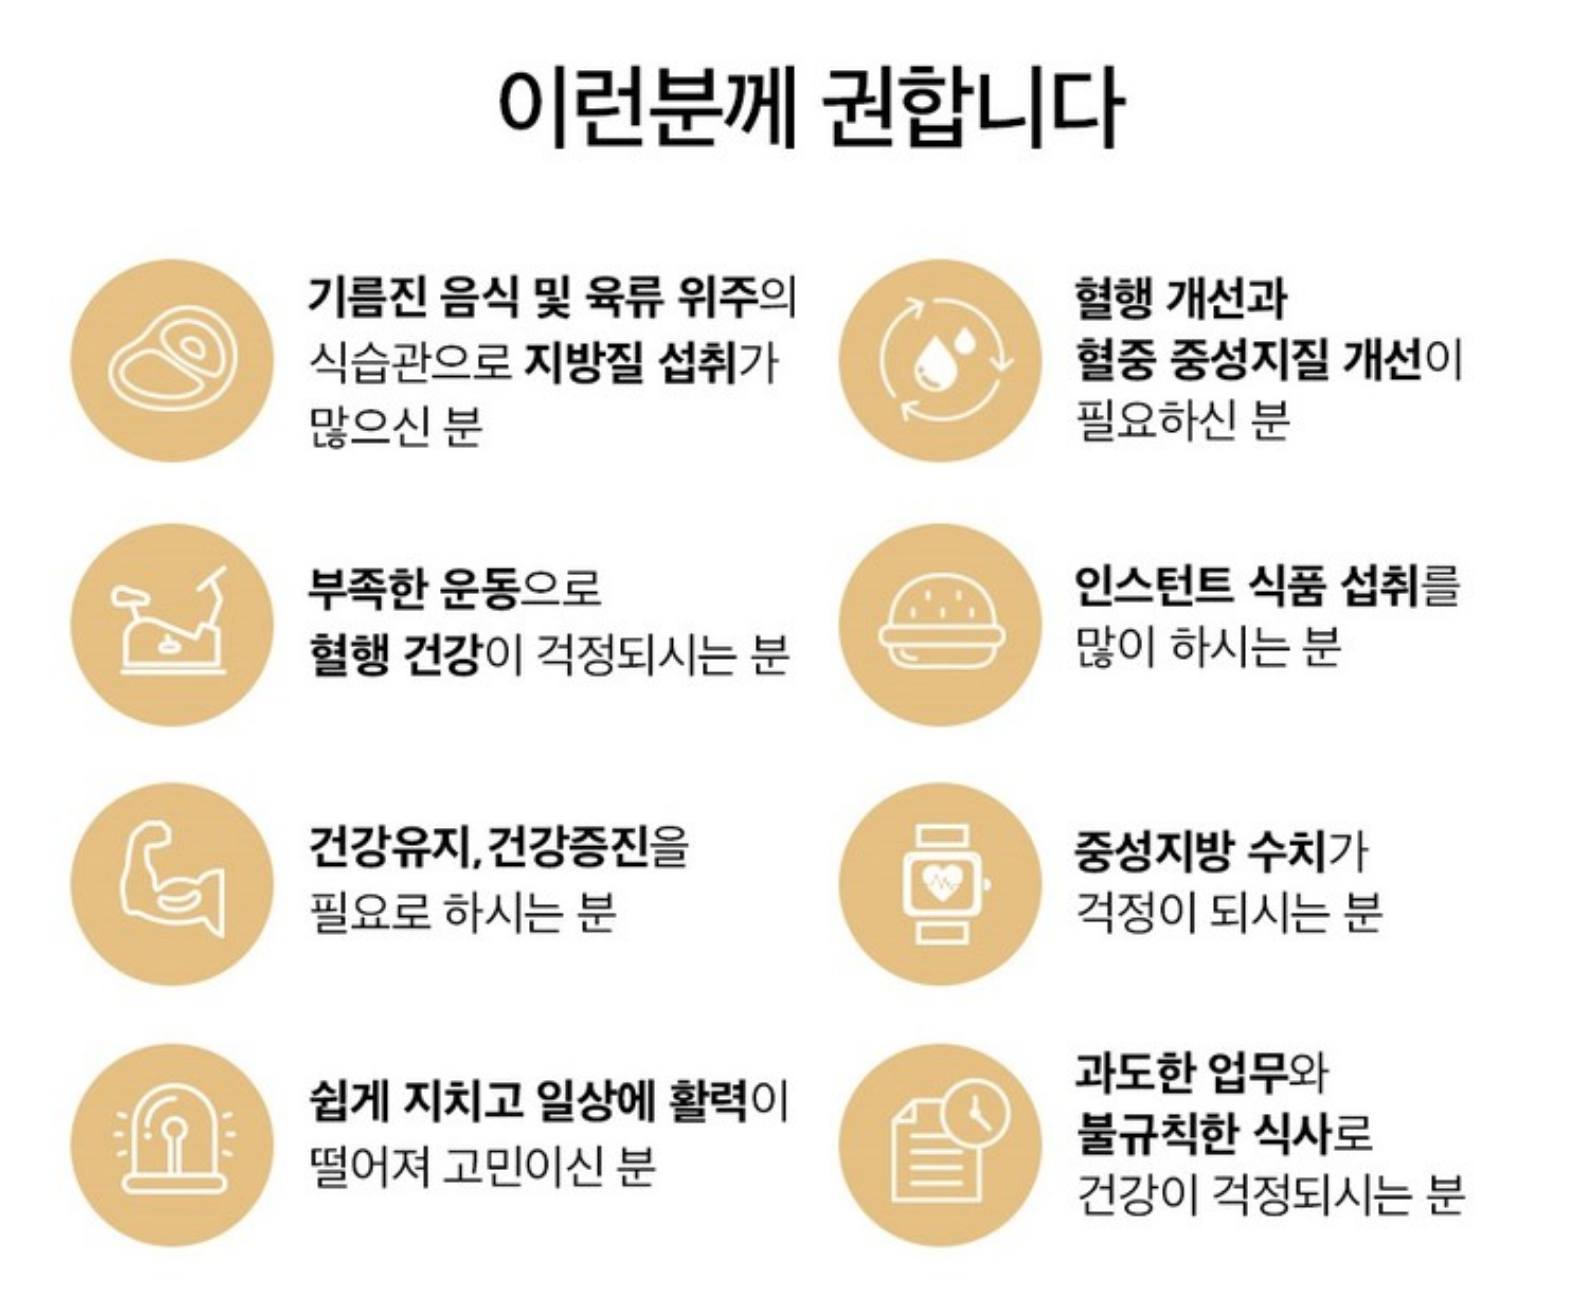 이런분께 권합니다
기름진 음식 및 육류 위주의
식습관으로 지방질 섭취가
많으신 분
혈행 개선과
혈중 중성지질 개선이
필요하신 분
부족한 운동으로
혈행 건강이 걱정되시는 분
인스턴트 식품 섭취를
많이 하시는 분
건강유지, 건강증진을
필요로 하시는 분
중성지방 수치가
걱정이 되시는 분
쉽게 지치고 일상에 활력이
떨어져 고민이신 분
과도한 업무와
불규칙한 식사로
건강이 걱정되시는 분